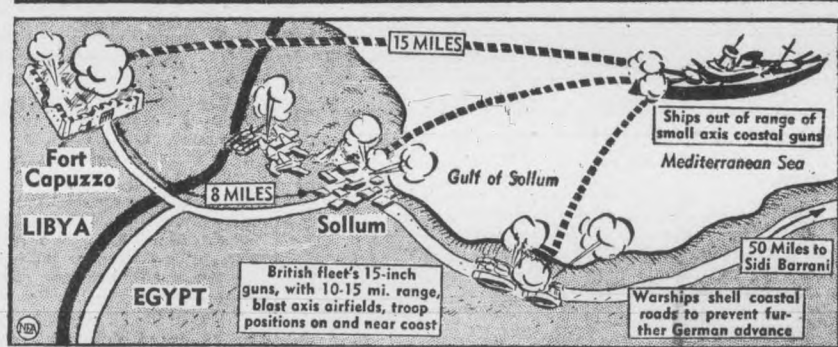 15 MILES
Ships out of range of
small axis coastal guns
Mediterranean Sea
Fort
Capuzzo
8 MILES
Gulf of Sollum
LIBYA
Sollum
50 Miles to
Sidi Barrani
EGYPT
British fleet's 15-inch
guns, with 10-15 mi. range,
blast axis airfields, troop
positions on and near coast
Warships shell coastal
roads to prevent fur-
ther German advance
NEA